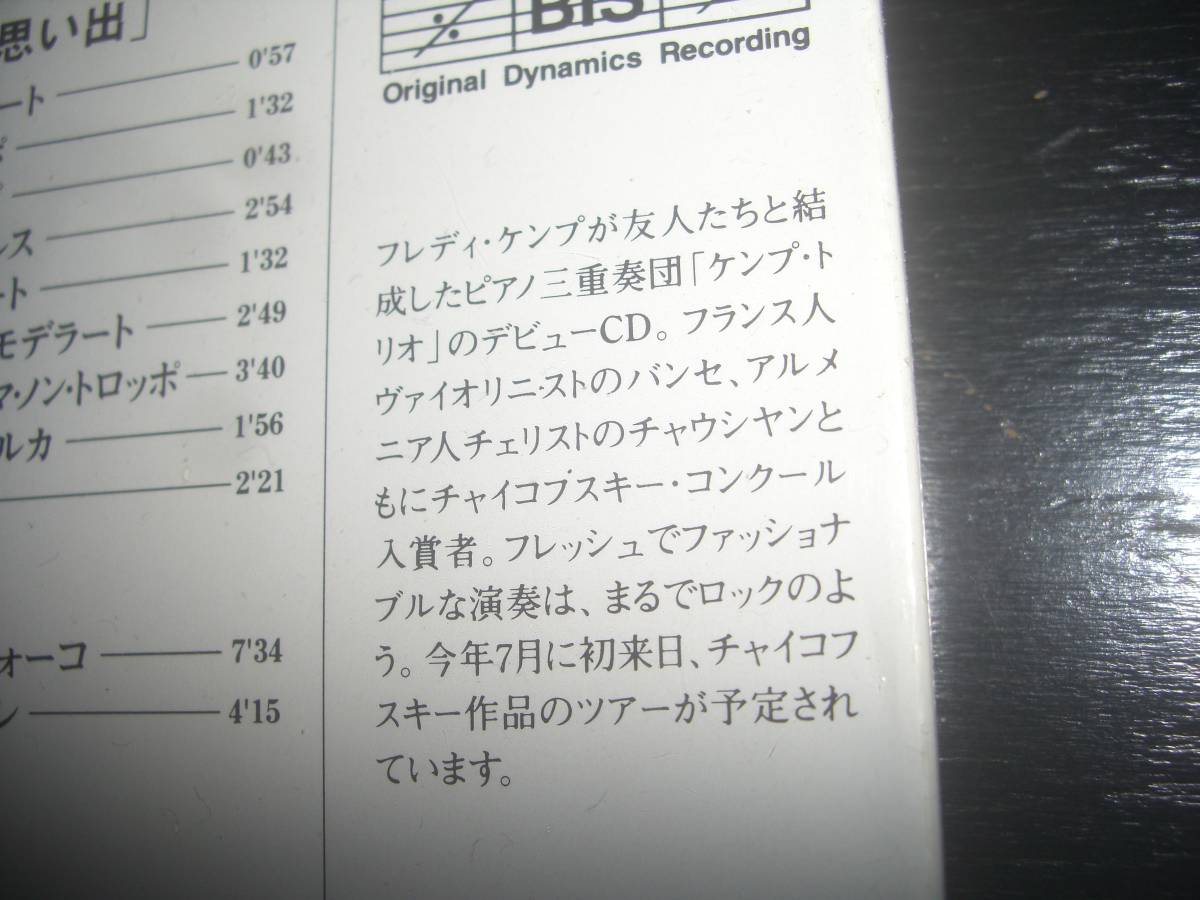 思い出」
ート 0'57
ポ 1'32
0'43
ルス 2'54
ート 1'32
モデラート 2'49
マ・ノン・トロッポ 3'40
ルカ 1'56
2'21
ォーコ 7'34
ン 4'15
BIS
Original Dynamics Recording
フレディ・ケンプが友人たちと結
成したピアノ三重奏団「ケンプ・ト
リオ」のデビューCD。フランス人
ヴァイオリニストのバンセ、アルメ
ニア人チェリストのチャウシヤンと
もにチャイコフスキー・コンクール
入賞者。フレッシュでファッショナ
ブルな演奏は、まるでロックのよ
う。今年7月に初来日、チャイコフ
スキー作品のツアーが予定され
ています。